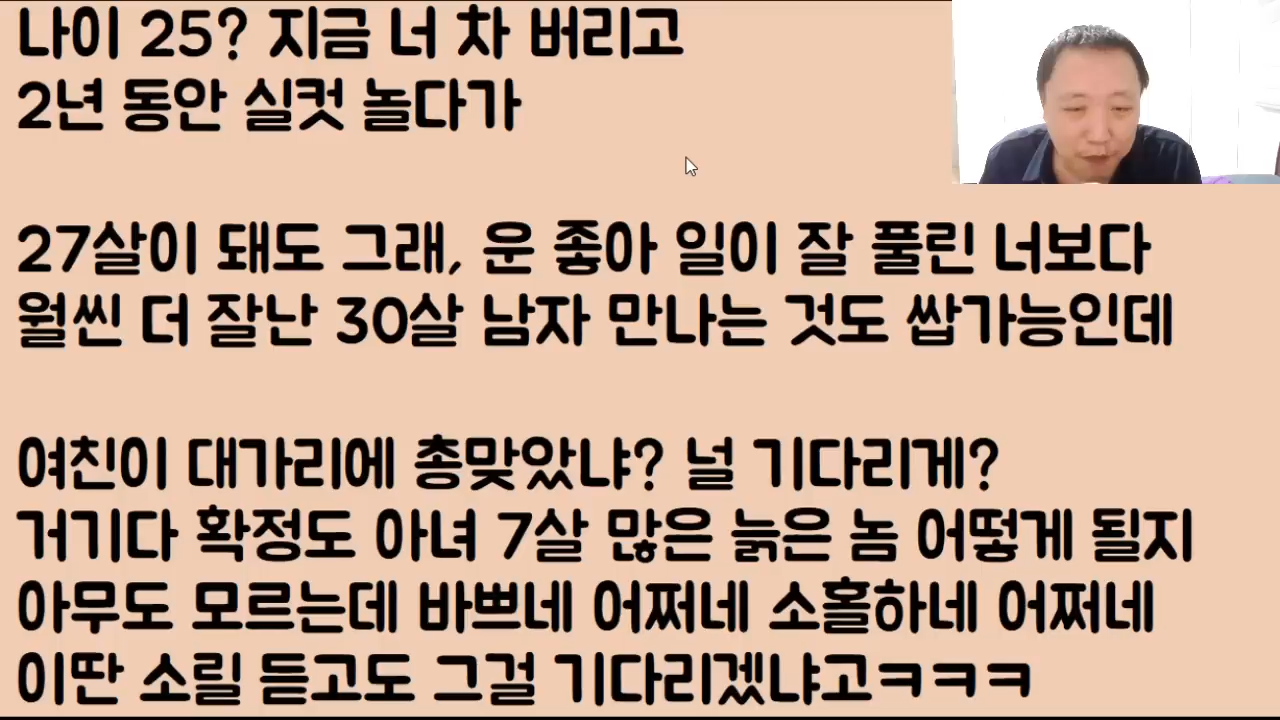 나이 25? 지금 너 차 버리고
2년 동안 실컷 놀다가
27살이 돼도 그래, 운 좋아 일이 잘 풀린 너보다
월씬 더 잘난 30살 남자 만나는 것도 쌉가능인데
여친이 대가리에 총맞았냐? 널 기다리게?
거기다 확정도 아녀 7살 많은 늙은 놈 어떻게 될지
아무도 모르는데 바쁘네 어쩌네 소홀하네 어쩌네
이딴 소릴 듣고도 그걸 기다리겠냐고ㅋㅋㅋ